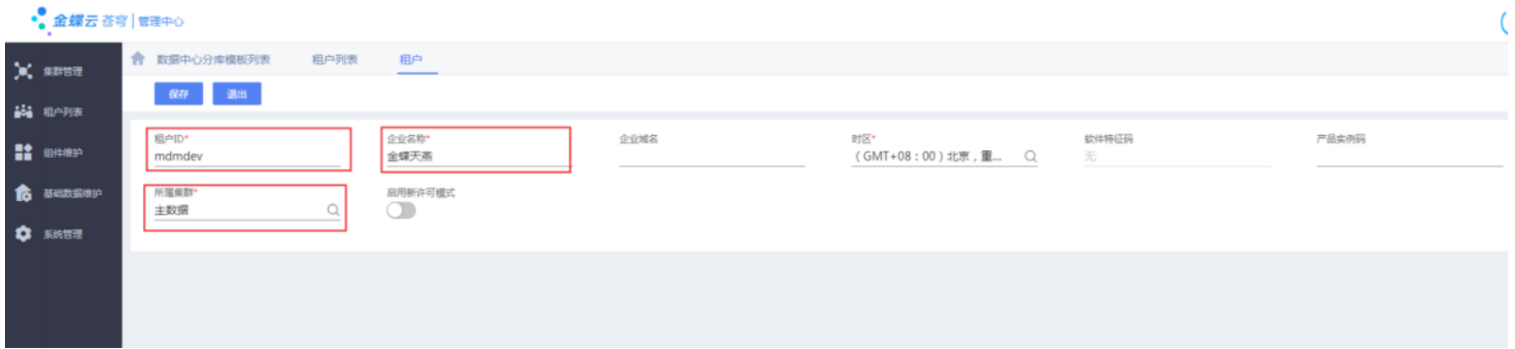 金蝶云 苍穹 | 管理中心
集群管理
租户列表
组件维护
基础数据维护
系统管理
数据中心分库模板列表 租户列表 租户
保存 退出
租户ID* 企业名称* 企业域名 时区* 软件特征码 产品实例码
mdmdev 金蝶天燕 (GMT+08：00) 北京，重... 无
所属集群* 启用新许可模式
主数据